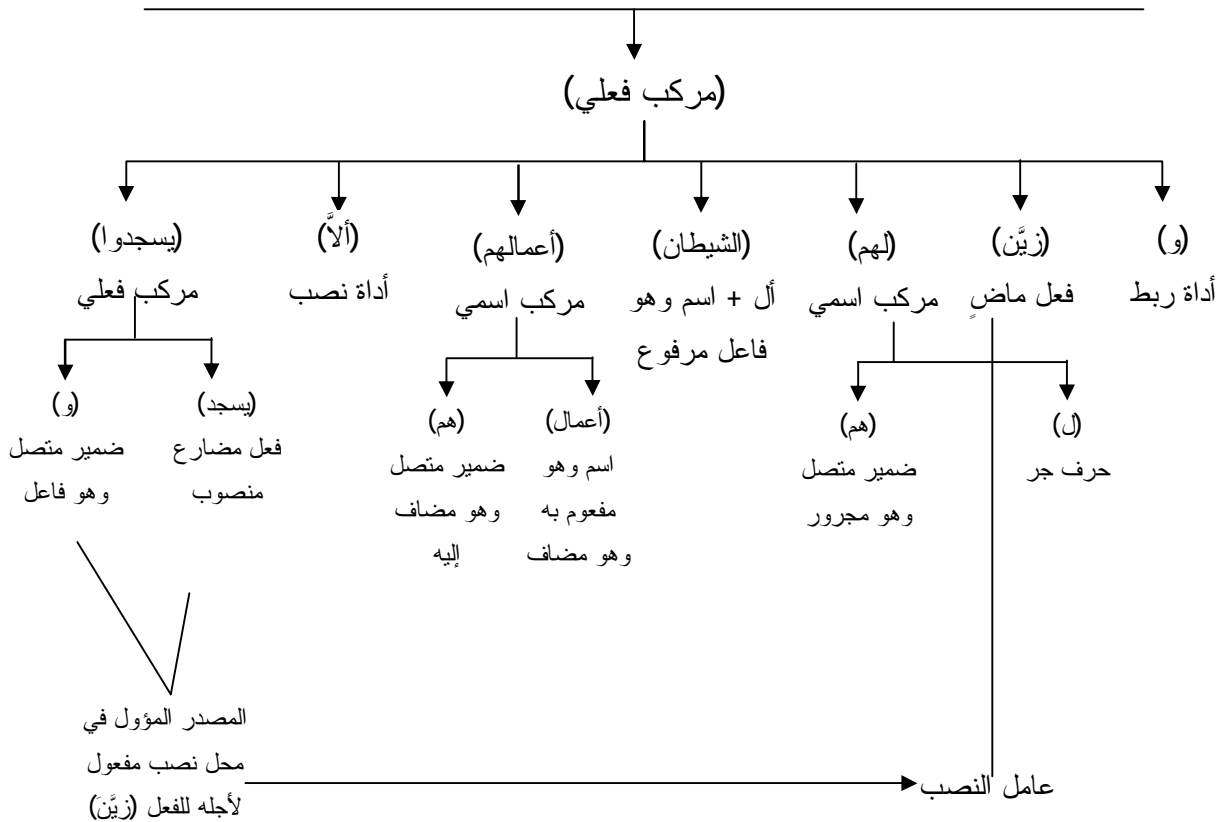 (مركب فعلي)
(و) (زيَّن) (لهم) (الشيطان) (أعمالهم) (ألاَّ) (يسجدوا)
أداة ربط فعل ماضٍ مركب اسمي أل + اسم وهو مركب اسمي أداة نصب مركب فعلي
فاعل مرفوع
(ل) (هم) (أعمال) (هم) (يسجد) (و)
حرف جر ضمير متصل اسم وهو ضمير متصل فعل مضارع ضمير متصل
وهو مجرور مفعوم به وهو مضاف منصوب وهو فاعل
وهو مضاف إليه
المصدر المؤول في
محل نصب مفعول
عامل النصب
لأجله للفعل (زيَّنَ)